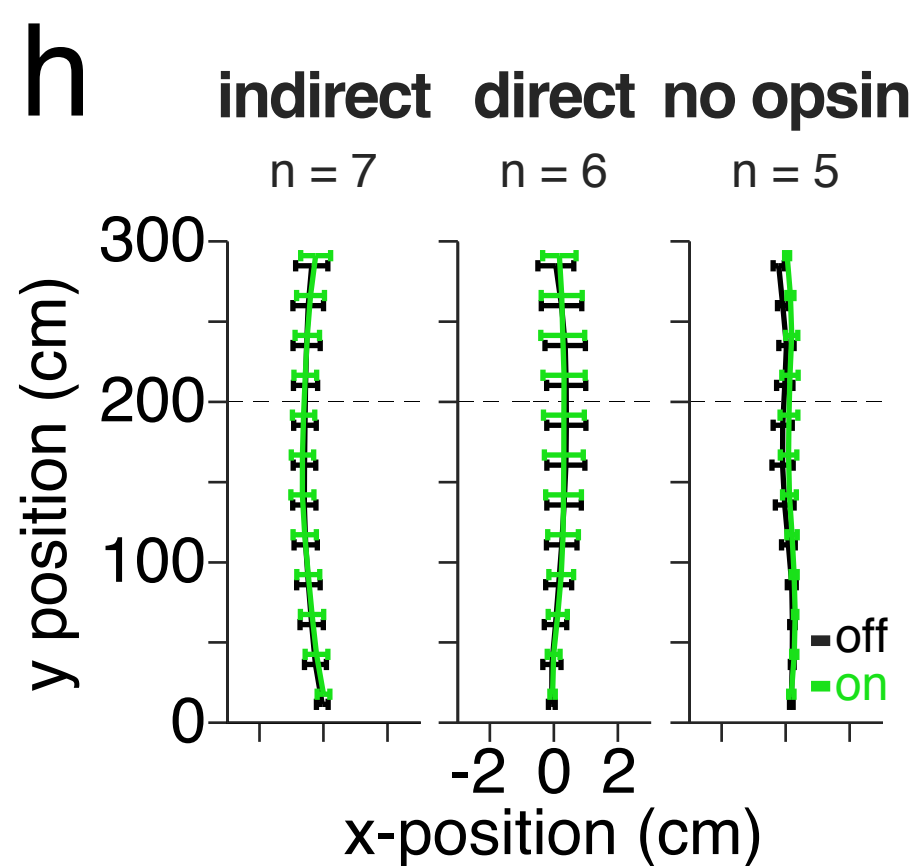 h
indirect direct no opsin
n = 7 n = 6 n = 5
300
200
100
0
y position (cm)
off
on
-2 0 2
x-position (cm)